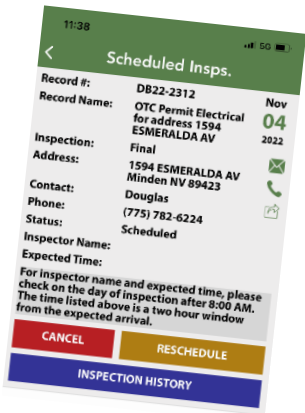 11:38
5G
Scheduled Insps.
Record #: DB22-2312
Record Name: OTC Permit Electrical
for address 1594
ESMERALDA AV
Nov
04
2022
Inspection: Final
Address: 1594 ESMERALDA AV
Minden NV 89423
Contact: Douglas
Phone: (775) 782-6224
Status: Scheduled
Inspector Name:
Expected Time:
For inspector name and expected time, please
check on the day of inspection after 8:00 AM.
The time listed above is a two hour window
from the expected arrival.
CANCEL
RESCHEDULE
INSPECTION HISTORY